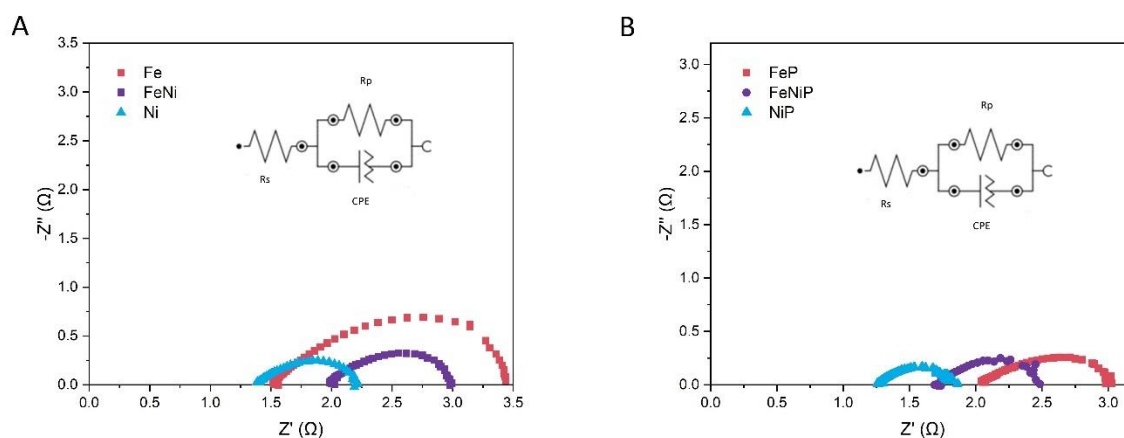 A
3.5
3.0
2.5
2.0
1.5
1.0
0.5
0.0
-Z'' (Ω)
Fe
FeNi
Ni
Rp
Rs
CPE
0.0 0.5 1.0 1.5 2.0 2.5 3.0 3.5
Z' (Ω)
B
3.0
2.5
2.0
1.5
1.0
0.5
0.0
-Z'' (Ω)
FeP
FeNiP
NiP
Rp
Rs
CPE
0.0 0.5 1.0 1.5 2.0 2.5 3.0
Z' (Ω)